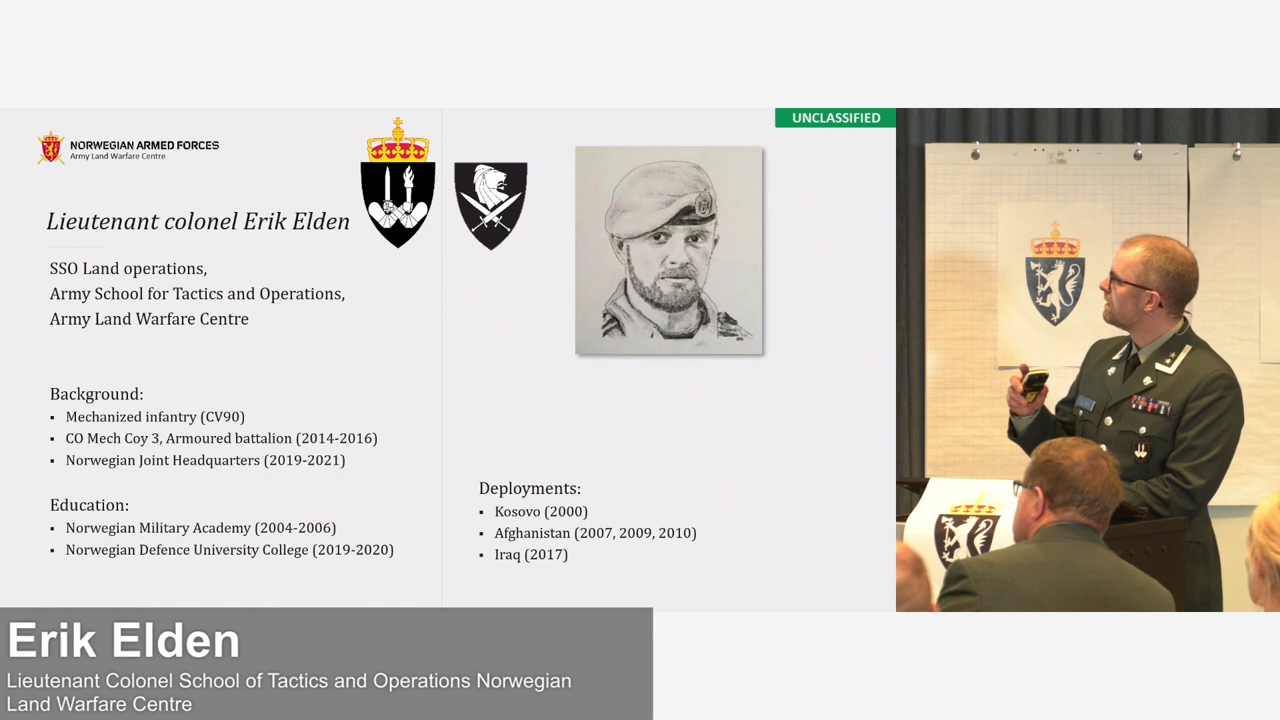 UNCLASSIFIED
NORWEGIAN ARMED FORCES
Army Land Warfare Centre
Lieutenant colonel Erik Elden
SSO Land operations,
Army School for Tactics and Operations,
Army Land Warfare Centre
Background:
▪ Mechanized infantry (CV90)
▪ CO Mech Coy 3, Armoured battalion (2014-2016)
▪ Norwegian Joint Headquarters (2019-2021)
Education:
▪ Norwegian Military Academy (2004-2006)
▪ Norwegian Defence University College (2019-2020)
Deployments:
▪ Kosovo (2000)
▪ Afghanistan (2007, 2009, 2010)
▪ Iraq (2017)
Erik Elden
Lieutenant Colonel School of Tactics and Operations Norwegian
Land Warfare Centre